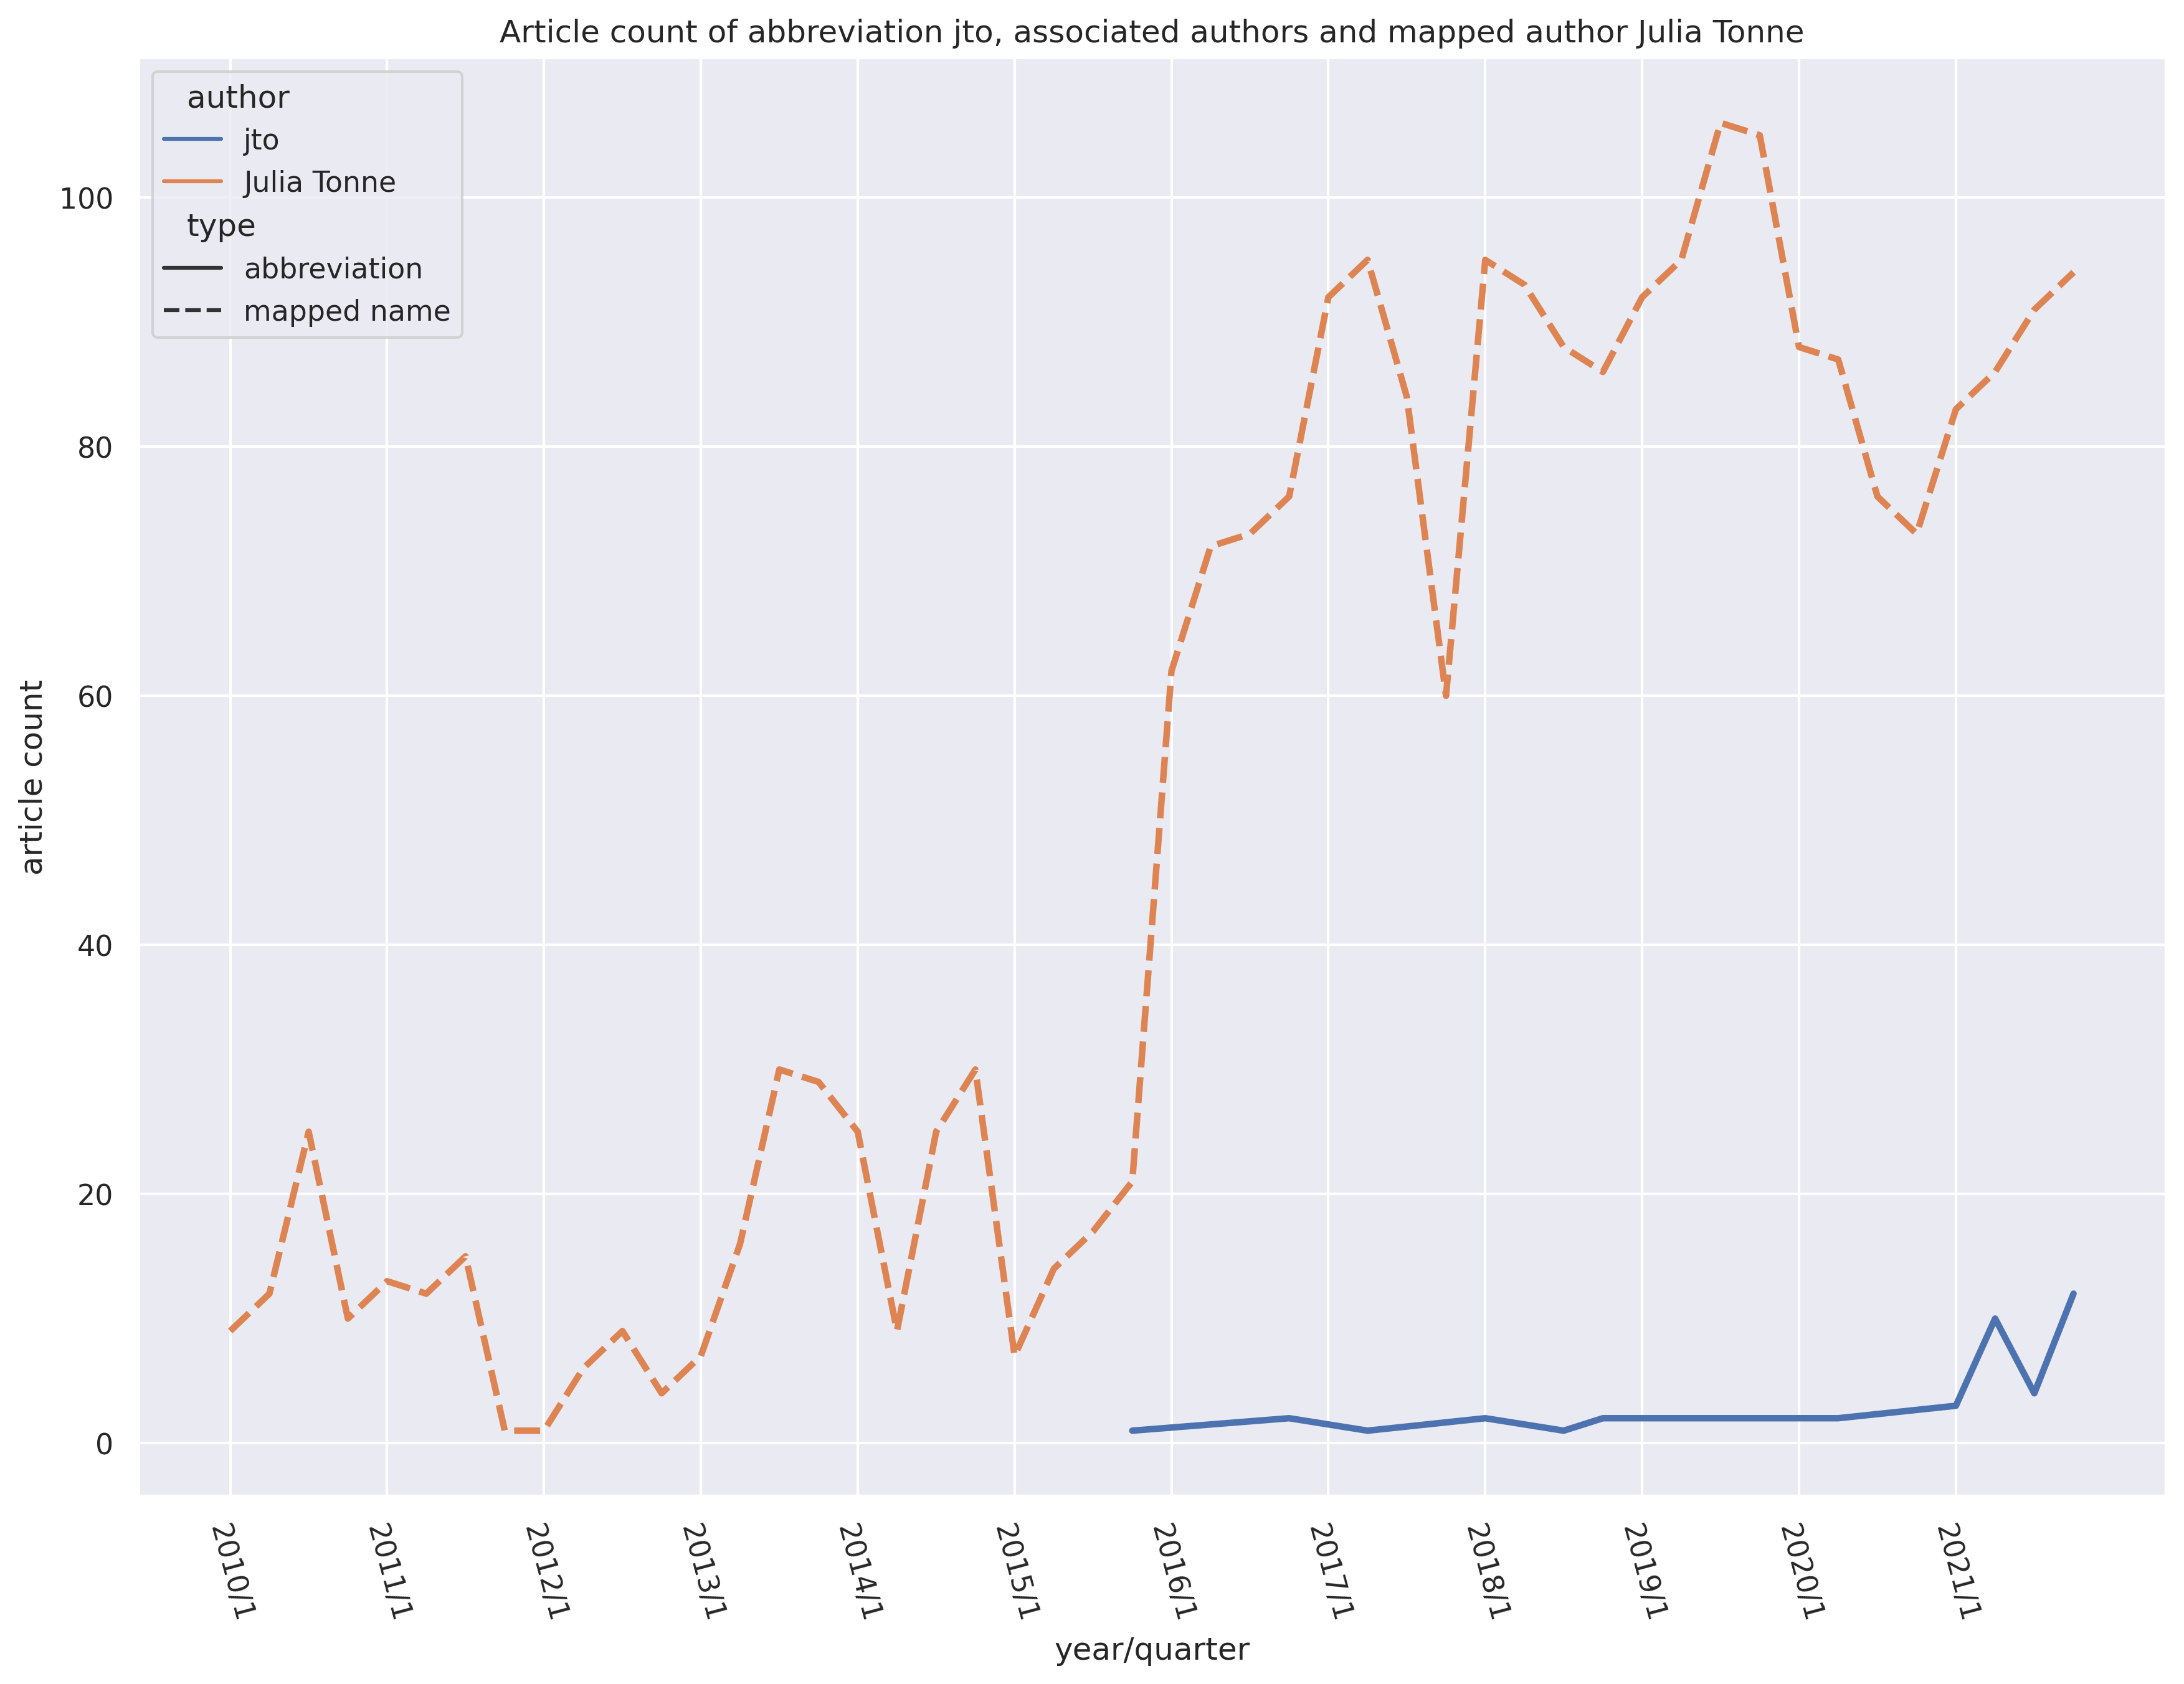 Article count of abbreviation jto, associated authors and mapped author Julia Tonne
author
jto
Julia Tonne
type
abbreviation
mapped name
100
80
60
40
20
0
article count
2010/1
2011/1
2012/1
2013/1
2014/1
2015/1
2016/1
2017/1
2018/1
2019/1
2020/1
2021/1
year/quarter